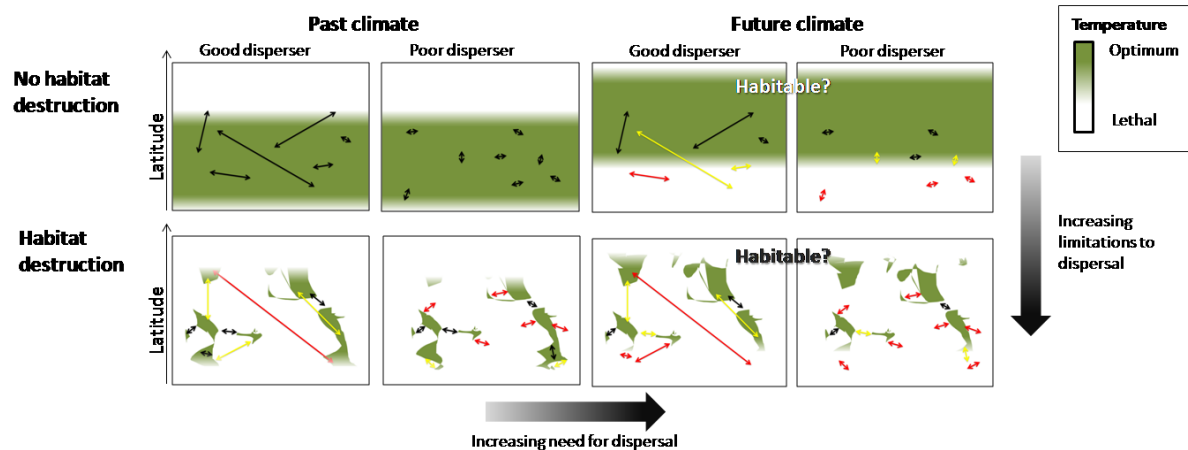 Past climate
Future climate
Temperature
Good disperser
Poor disperser
Good disperser
Poor disperser
Optimum
Lethal
No habitat
destruction
Latitude
Habitable?
Increasing
limitations to
dispersal
Habitat
destruction
Latitude
Habitable?
Increasing need for dispersal